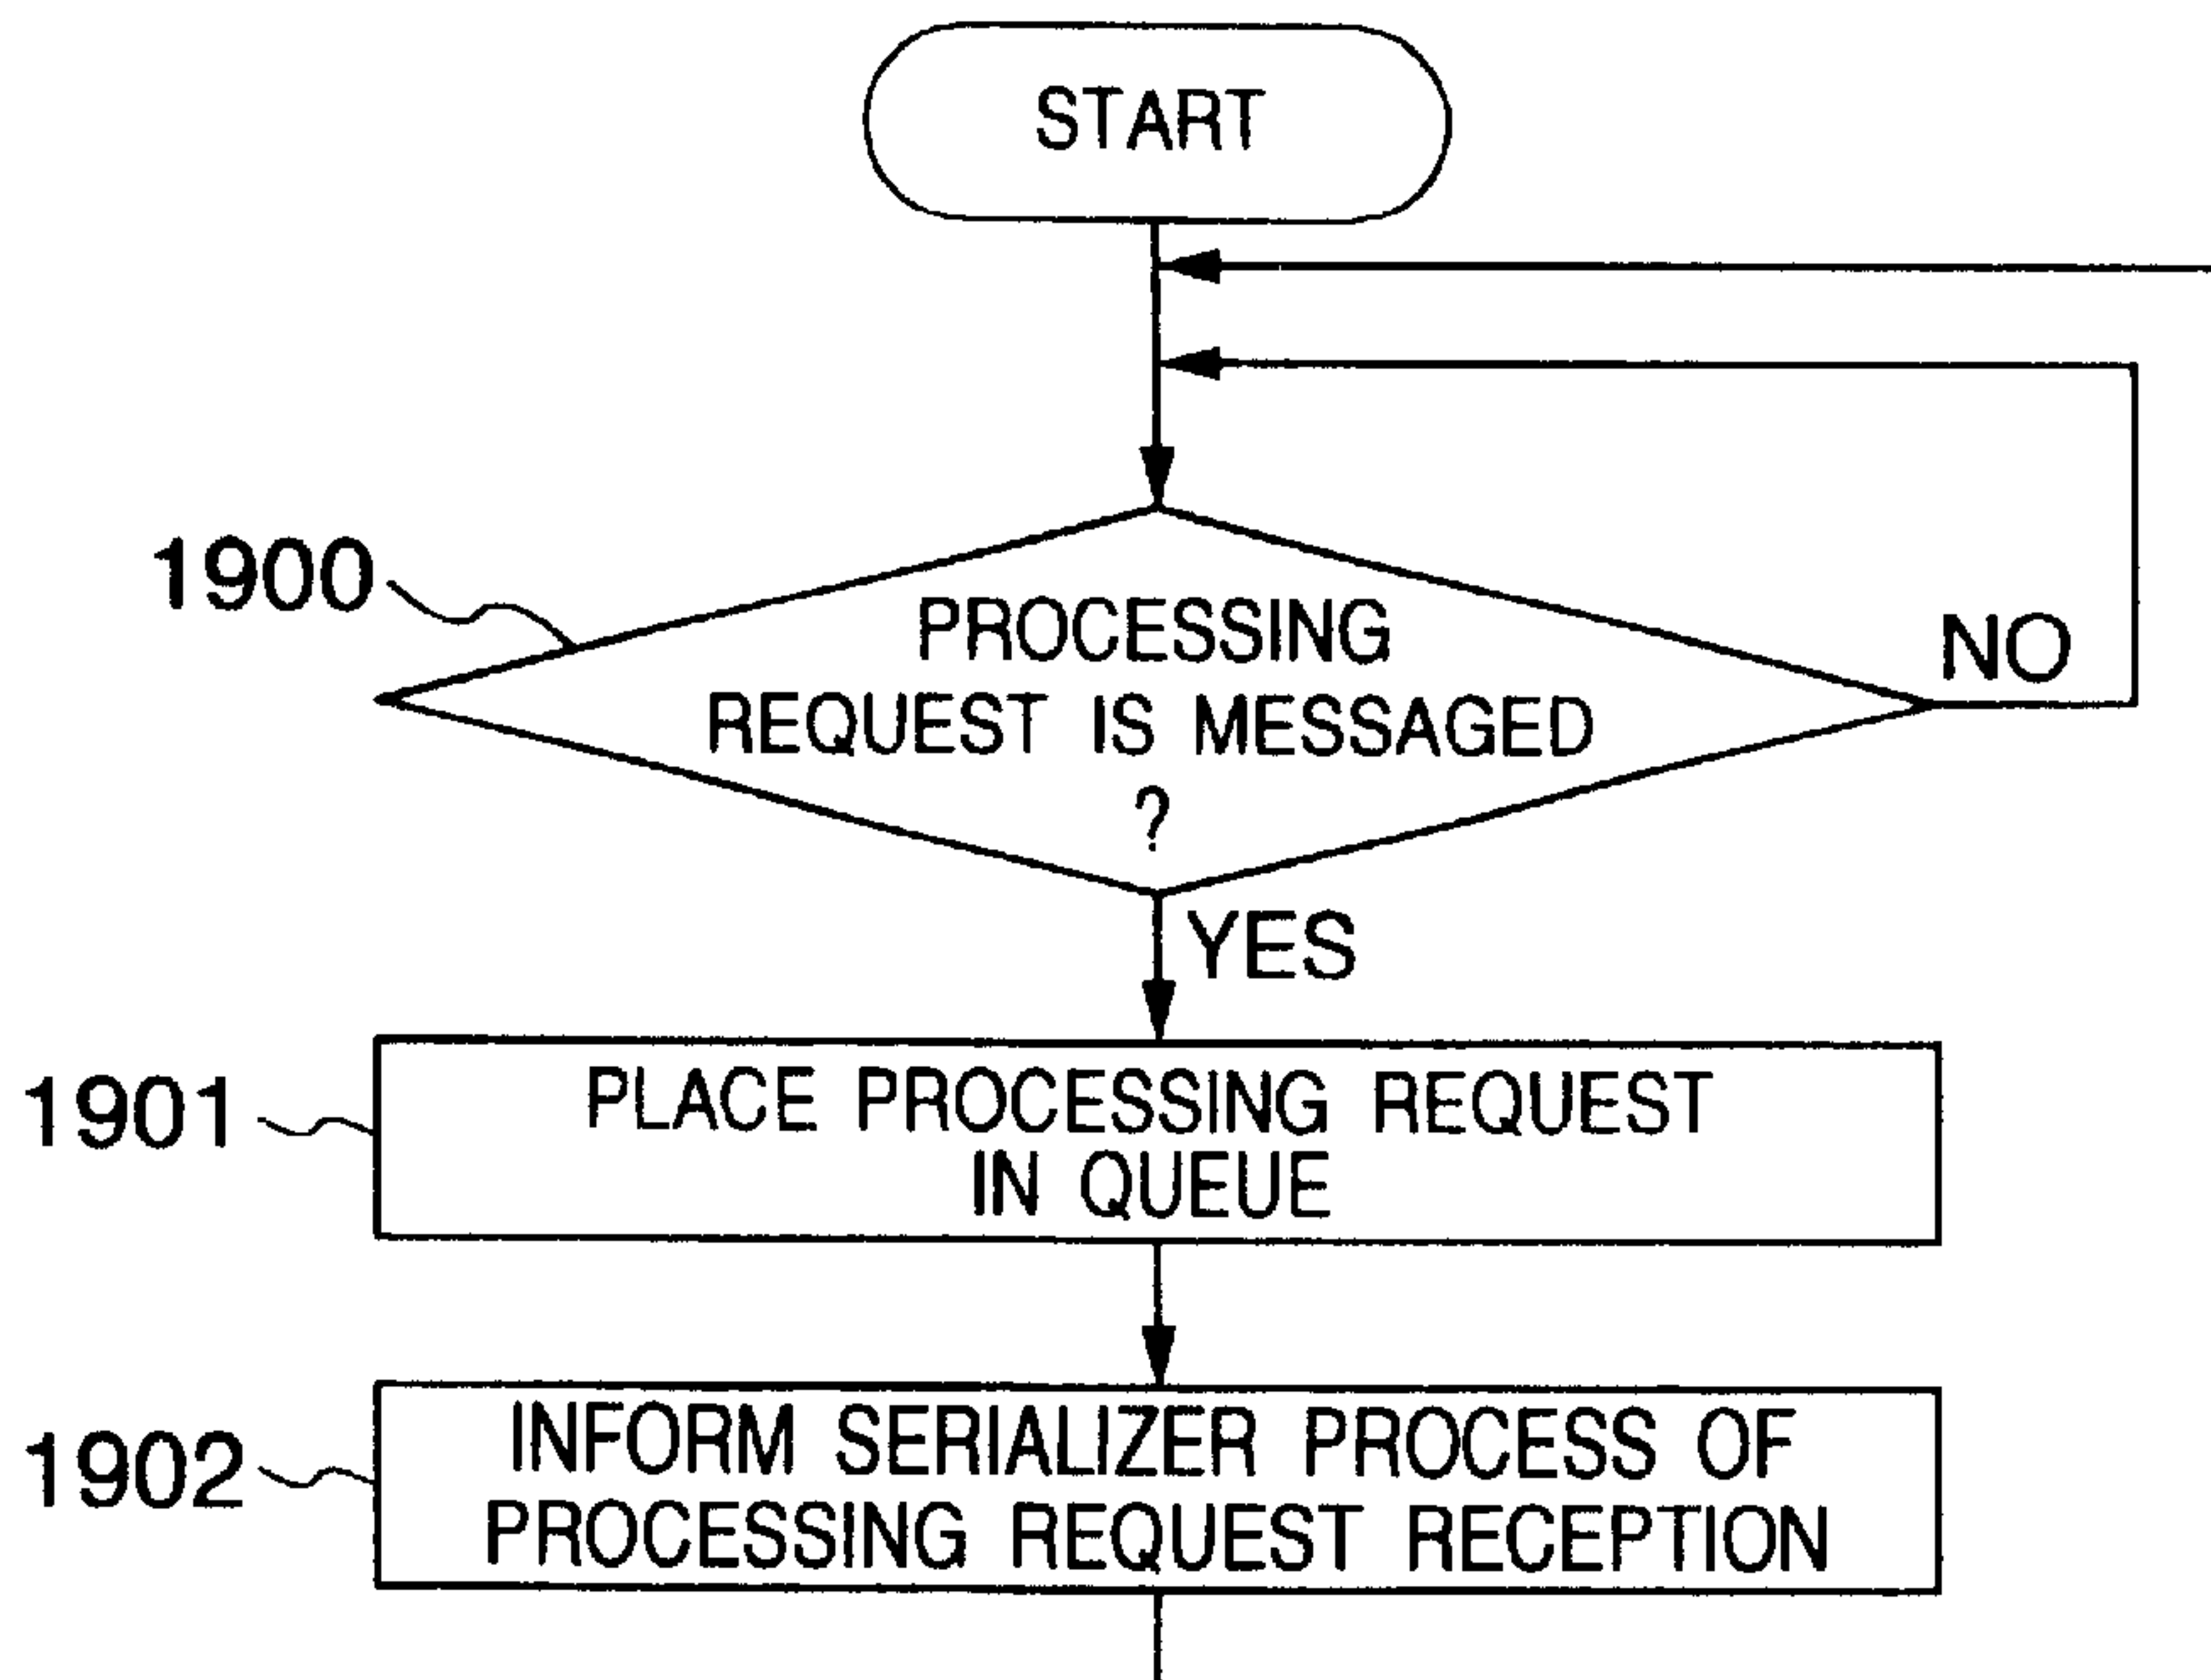 START
1900
PROCESSING
REQUEST IS MESSAGED
?
NO
YES
1901
PLACE PROCESSING REQUEST
IN QUEUE
1902
INFORM SERIALIZER PROCESS OF
PROCESSING REQUEST RECEPTION